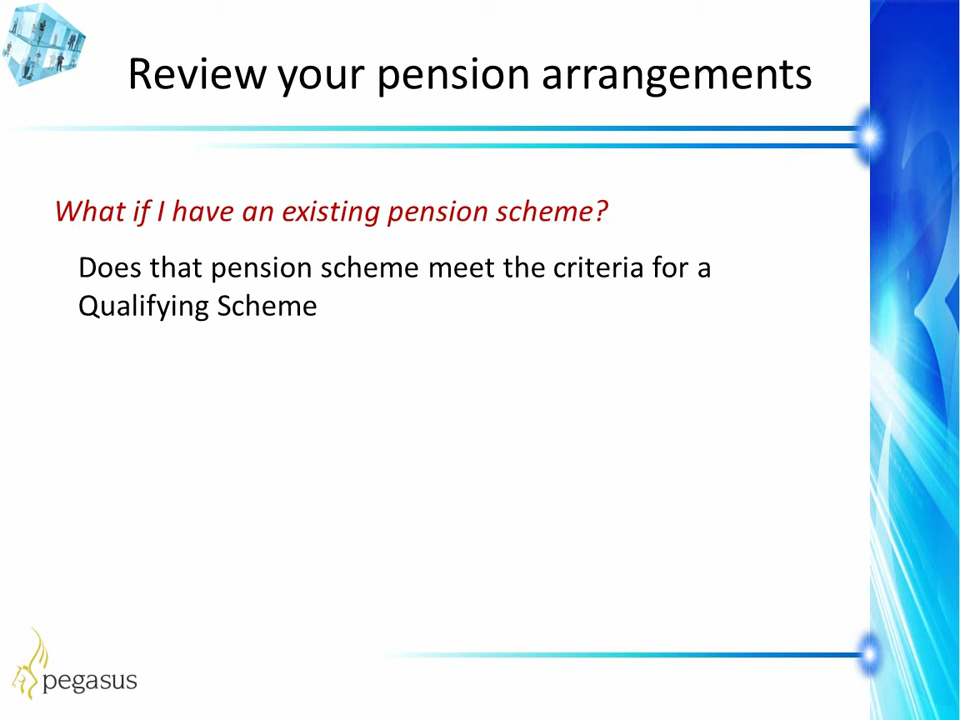 Review your pension arrangements
What if I have an existing pension scheme?
Does that pension scheme meet the criteria for a
Qualifying Scheme
pegasus